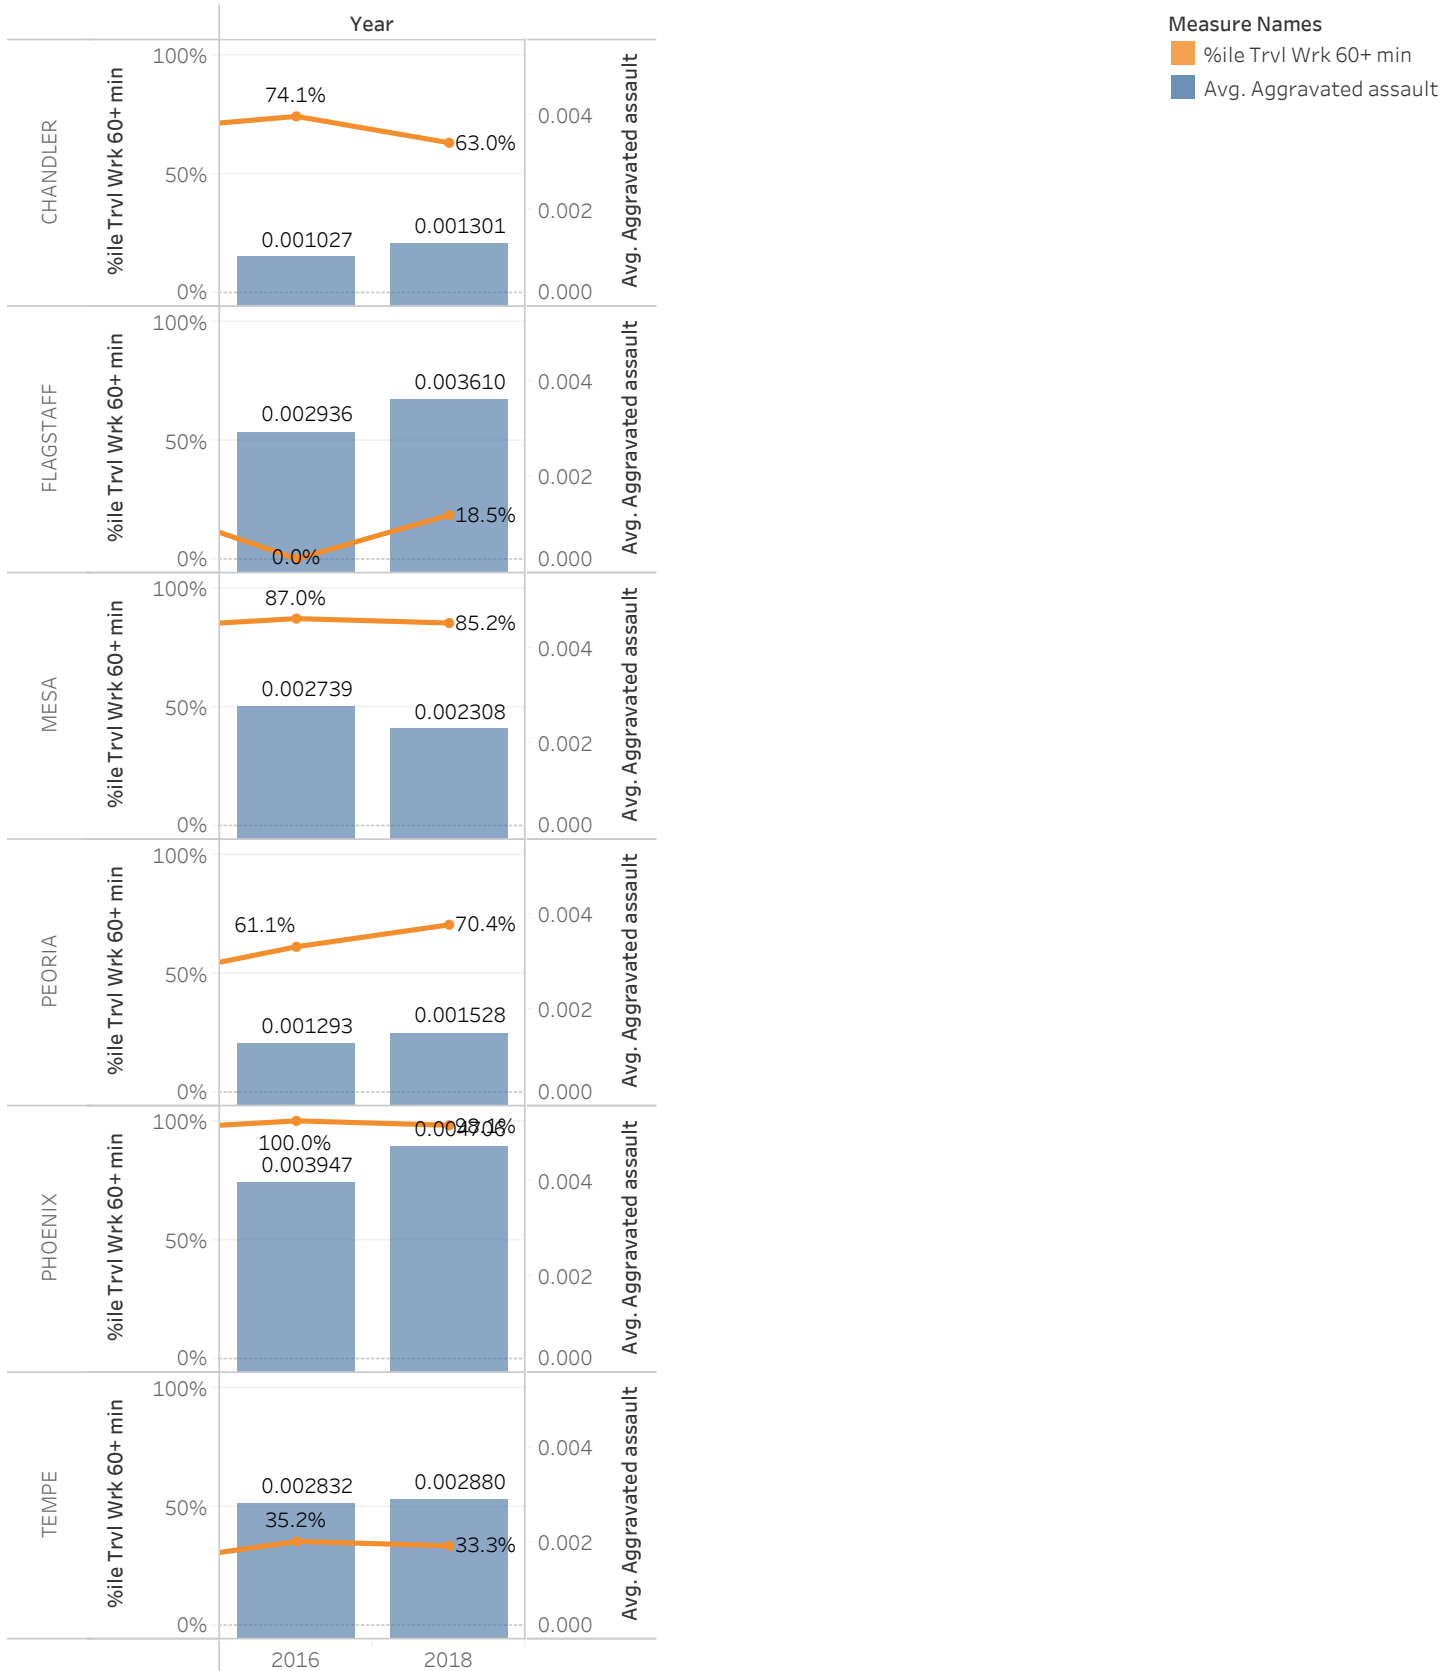 Year
Measure Names
%ile Trvl Wrk 60+ min
Avg. Aggravated assault
CHANDLER
%ile Trvl Wrk 60+ min
100%
50%
0%
74.1%
63.0%
0.001027
0.001301
0.004
0.002
0.000
Avg. Aggravated assault
FLAGSTAFF
%ile Trvl Wrk 60+ min
100%
50%
0%
0.002936
0.003610
0.0%
18.5%
0.004
0.002
0.000
Avg. Aggravated assault
MESA
%ile Trvl Wrk 60+ min
100%
50%
0%
87.0%
85.2%
0.002739
0.002308
0.004
0.002
0.000
Avg. Aggravated assault
PEORIA
%ile Trvl Wrk 60+ min
100%
50%
0%
61.1%
70.4%
0.001293
0.001528
0.004
0.002
0.000
Avg. Aggravated assault
PHOENIX
%ile Trvl Wrk 60+ min
100%
50%
0%
100.0%
98.1%
0.003947
0.004706
0.004
0.002
0.000
Avg. Aggravated assault
TEMPE
%ile Trvl Wrk 60+ min
100%
50%
0%
0.002832
0.002880
35.2%
33.3%
0.004
0.002
0.000
Avg. Aggravated assault
2016
2018